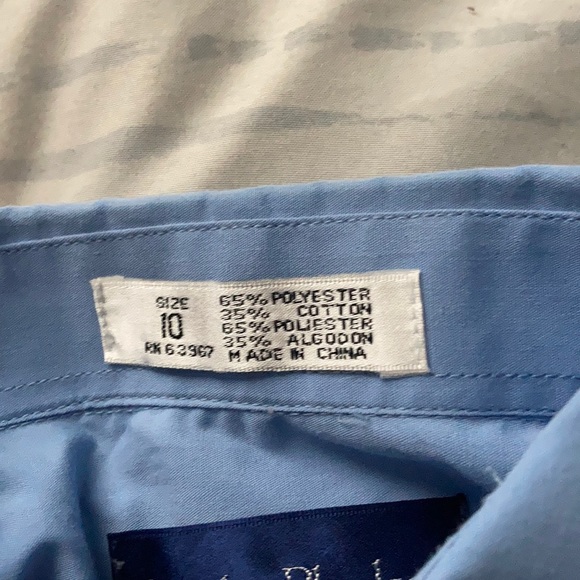 SIZE
10
RN 63967
65% POLYESTER
35% COTTON
65% POLIESTER
35% ALGODON
MADE IN CHINA